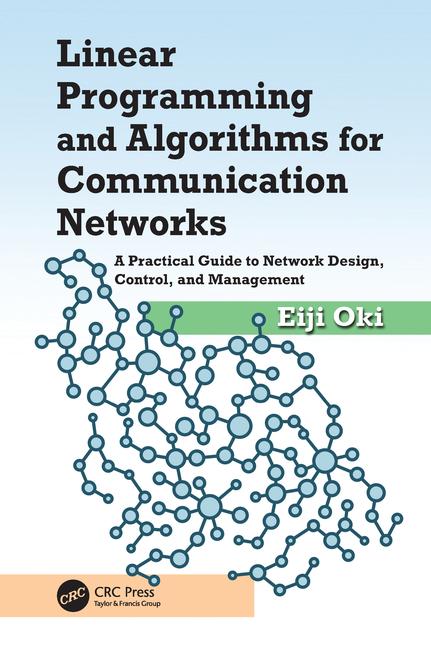 Linear
Programming
and Algorithms for
Communication
Networks
A Practical Guide to Network Design,
Control, and Management
Eiji Oki
CRC
CRC Press
Taylor & Francis Group